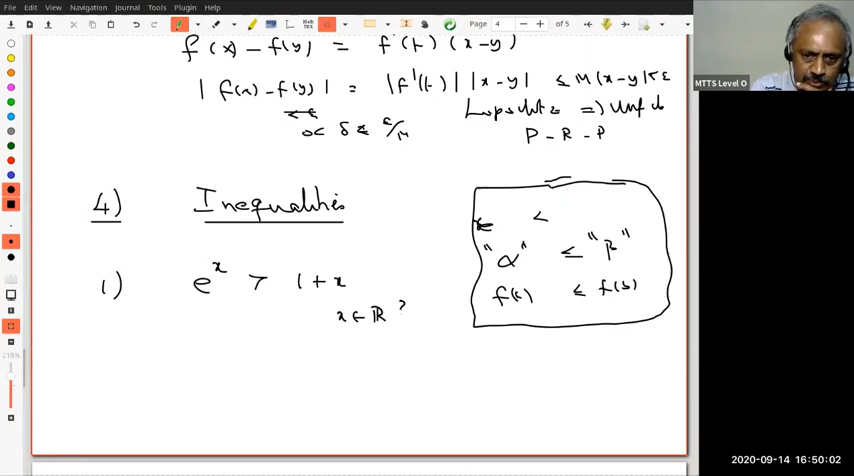 File Edit View Navigation Journal Tools Plugin Help
Page 4 of 5
f'(x) - f(y) = f'(t) (x-y)
| f(x) - f(y) | = |f'(t)| |x-y| ≤ M|x-y| < ε
Lipschitz => Unif
0 < δ < ε/M
P - R - P
4) Inequalities
<
"α" ≤ "β"
f(t) ≤ f(s)
1) e^x > 1 + x
x ∈ ℝ ?
219%
MTTS Level O
2020-09-14 16:50:02